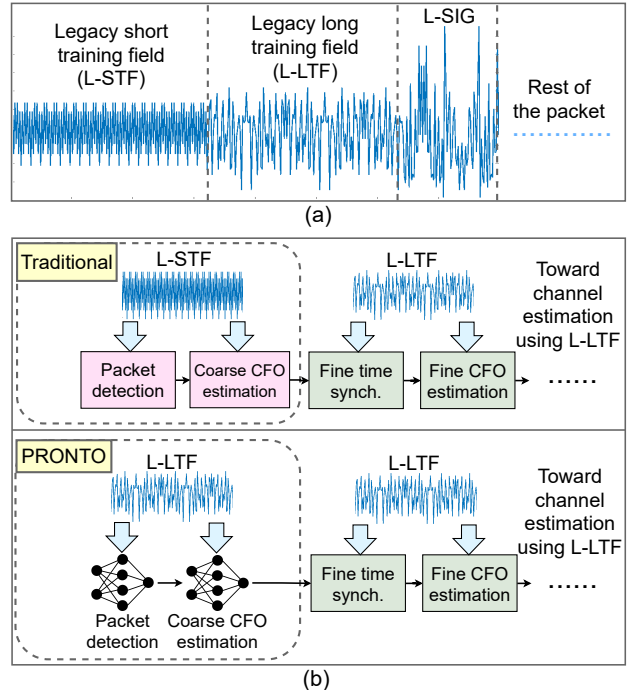 Legacy short
training field
(L-STF)
Legacy long
training field
(L-LTF)
L-SIG
Rest of
the packet
(a)
Traditional
L-STF
L-LTF
Toward
channel
estimation
using L-LTF
Packet
detection
Coarse CFO
estimation
Fine time
synch.
Fine CFO
estimation
......
PRONTO
L-LTF
L-LTF
Toward
channel
estimation
using L-LTF
Packet
detection
Coarse CFO
estimation
Fine time
synch.
Fine CFO
estimation
......
(b)